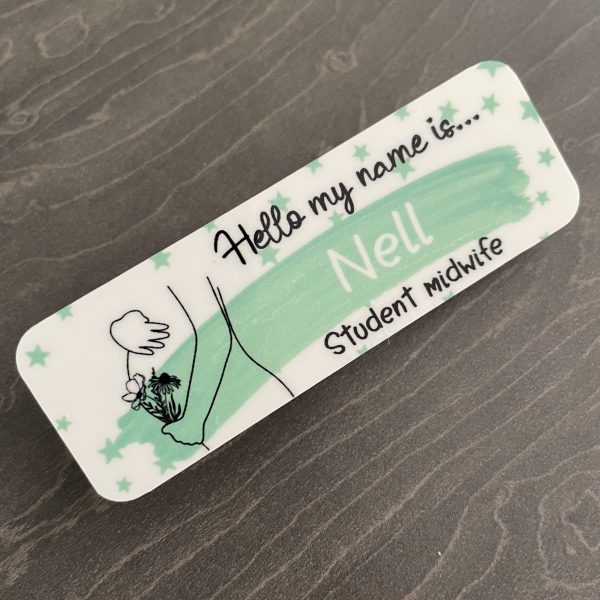 Hello my name is...
Nell
Student midwife